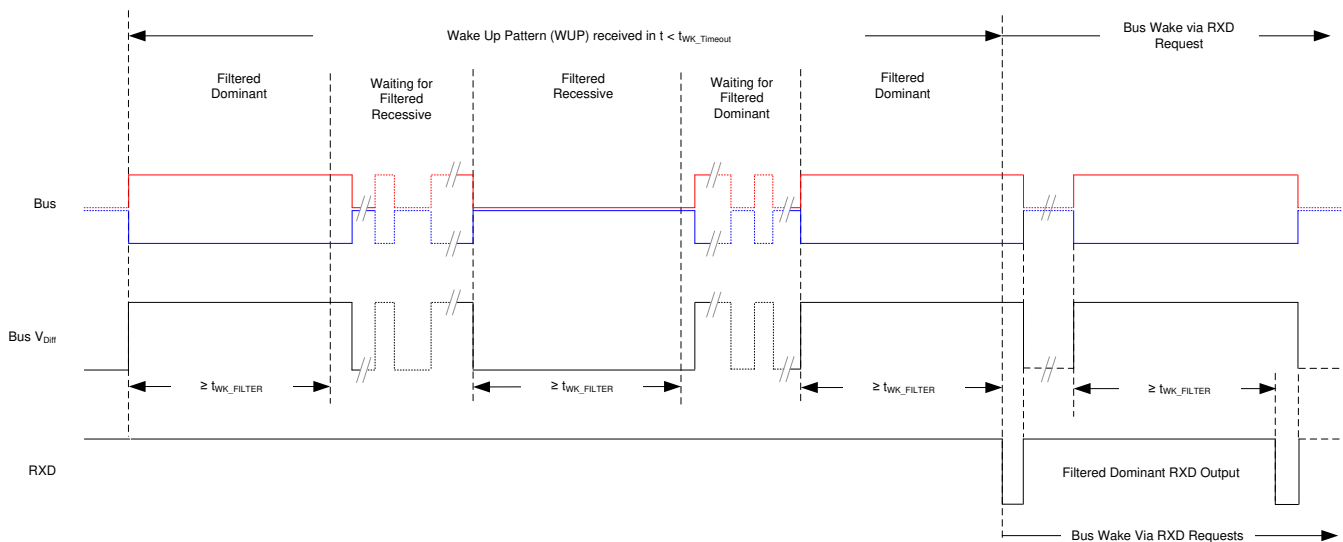 Wake Up Pattern (WUP) received in t < tWK_Timeout
Bus Wake via RXD
Request
Filtered
Dominant
Waiting for
Filtered
Recessive
Filtered
Recessive
Waiting for
Filtered
Dominant
Filtered
Dominant
Bus
Bus VDiff
≥ tWK_FILTER
≥ tWK_FILTER
≥ tWK_FILTER
≥ tWK_FILTER
RXD
Filtered Dominant RXD Output
Bus Wake Via RXD Requests